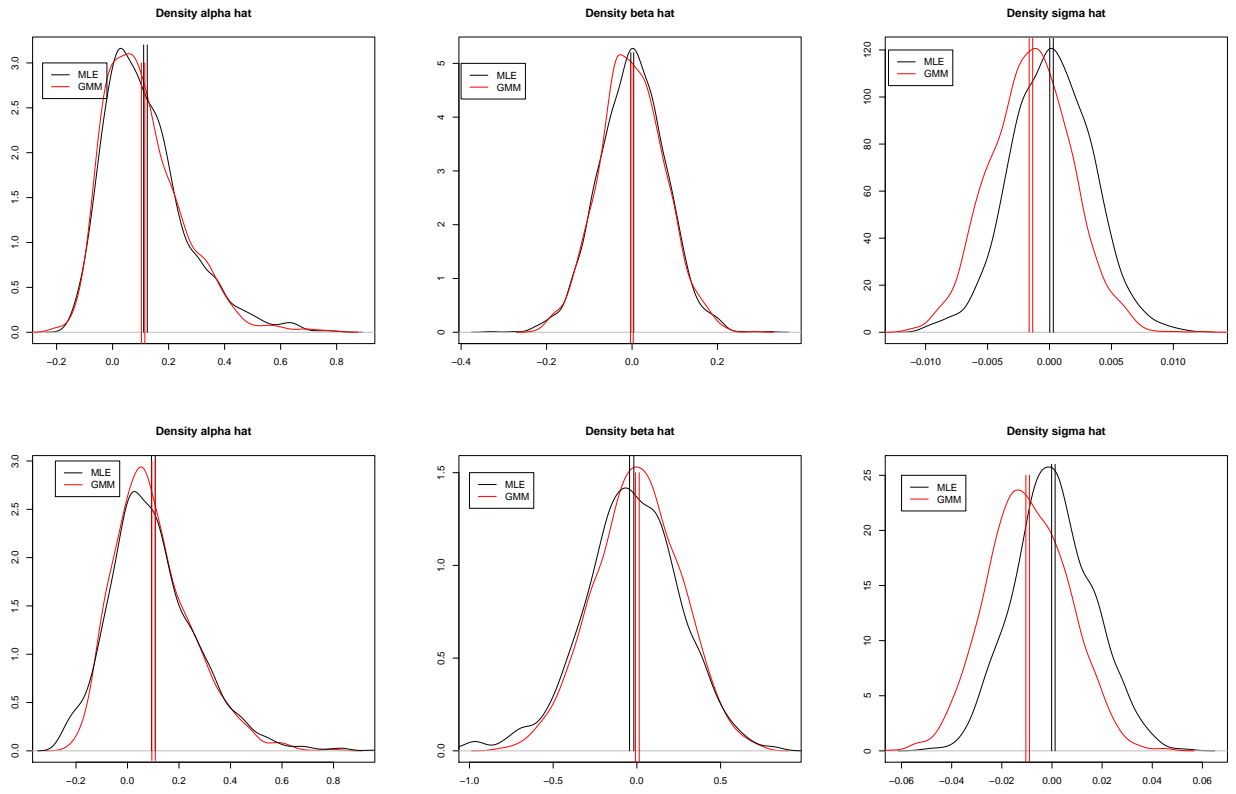 Density alpha hat
MLE
GMM
0.0 0.5 1.0 1.5 2.0 2.5 3.0
−0.2 0.0 0.2 0.4 0.6 0.8
Density beta hat
MLE
GMM
0 1 2 3 4 5
−0.4 −0.2 0.0 0.2
Density sigma hat
MLE
GMM
0 20 40 60 80 100 120
−0.010 −0.005 0.000 0.005 0.010
Density alpha hat
MLE
GMM
0.0 0.5 1.0 1.5 2.0 2.5 3.0
−0.2 0.0 0.2 0.4 0.6 0.8
Density beta hat
MLE
GMM
0.0 0.5 1.0 1.5
−1.0 −0.5 0.0 0.5
Density sigma hat
MLE
GMM
0 5 10 15 20 25
−0.06 −0.04 −0.02 0.00 0.02 0.04 0.06